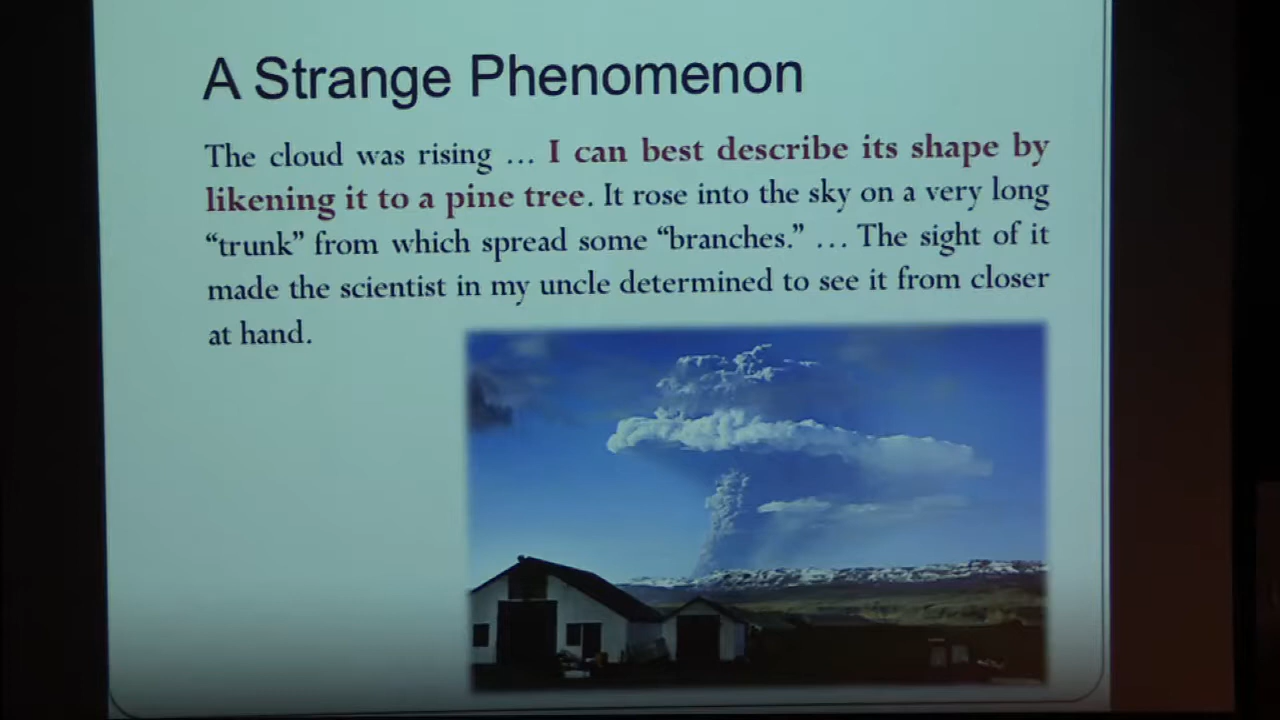 A Strange Phenomenon
The cloud was rising … I can best describe its shape by
likening it to a pine tree. It rose into the sky on a very long
“trunk” from which spread some “branches.” … The sight of it
made the scientist in my uncle determined to see it from closer
at hand.